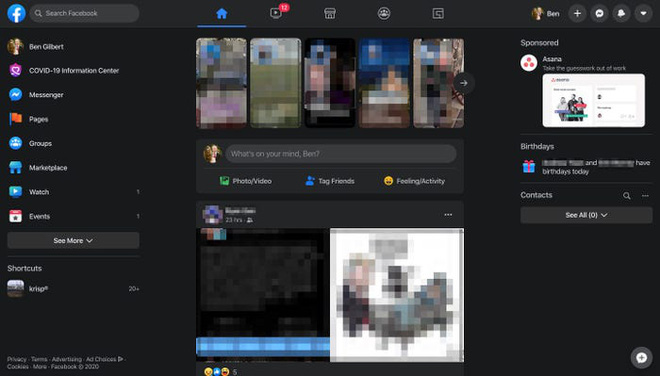 Search Facebook
12
Ben
Ben Gilbert
COVID-19 Information Center
Messenger
Pages
Groups
Marketplace
Watch
1
Events
1
See More
Shortcuts
krisp®
20+
Privacy · Terms · Advertising · Ad Choices ·
Cookies · More · Facebook © 2020
What's on your mind, Ben?
Photo/Video
Tag Friends
Feeling/Activity
23 hrs ·
5
Sponsored
Asana
Take the guesswork out of work
asana
Birthdays
and
have
birthdays today
Contacts
See All (0)